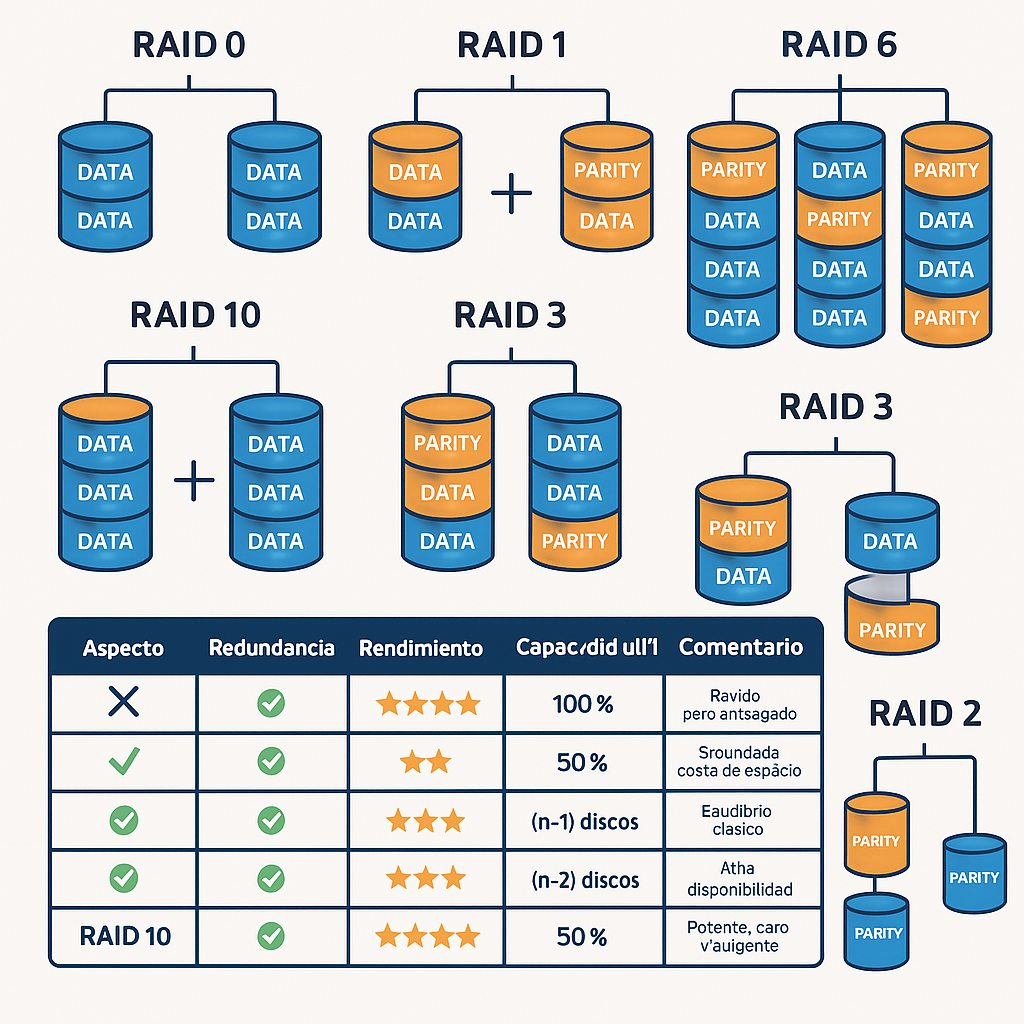 RAID 0
DATA
DATA
DATA
DATA
RAID 1
DATA
DATA
+
PARITY
DATA
RAID 6
PARITY
DATA
DATA
DATA
DATA
PARITY
DATA
DATA
PARITY
DATA
DATA
PARITY
RAID 10
DATA
DATA
DATA
+
DATA
DATA
DATA
RAID 3
PARITY
DATA
DATA
DATA
DATA
PARITY
RAID 3
PARITY
DATA
DATA
PARITY
Aspecto Redundancia Rendimiento Comentario
100 % Ravido
pero antsagado
50 % Sroundada
costa de espàcio
(n-1) discos Eaudibrio
clasico
(n-2) discos Atha
disponibilidad
RAID 10 50 % Potente, caro
v'auigente
RAID 2
PARITY
PARITY
PARITY